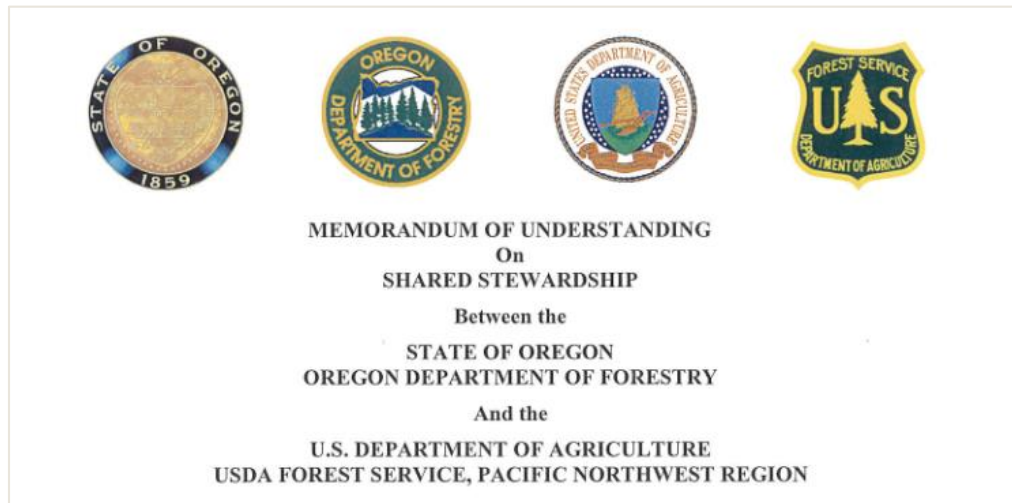 STATE OF OREGON
1859
OREGON
DEPARTMENT OF FORESTRY
UNITED STATES DEPARTMENT OF AGRICULTURE
FOREST SERVICE
U S
DEPARTMENT OF AGRICULTURE
MEMORANDUM OF UNDERSTANDING
On
SHARED STEWARDSHIP
Between the
STATE OF OREGON
OREGON DEPARTMENT OF FORESTRY
And the
U.S. DEPARTMENT OF AGRICULTURE
USDA FOREST SERVICE, PACIFIC NORTHWEST REGION